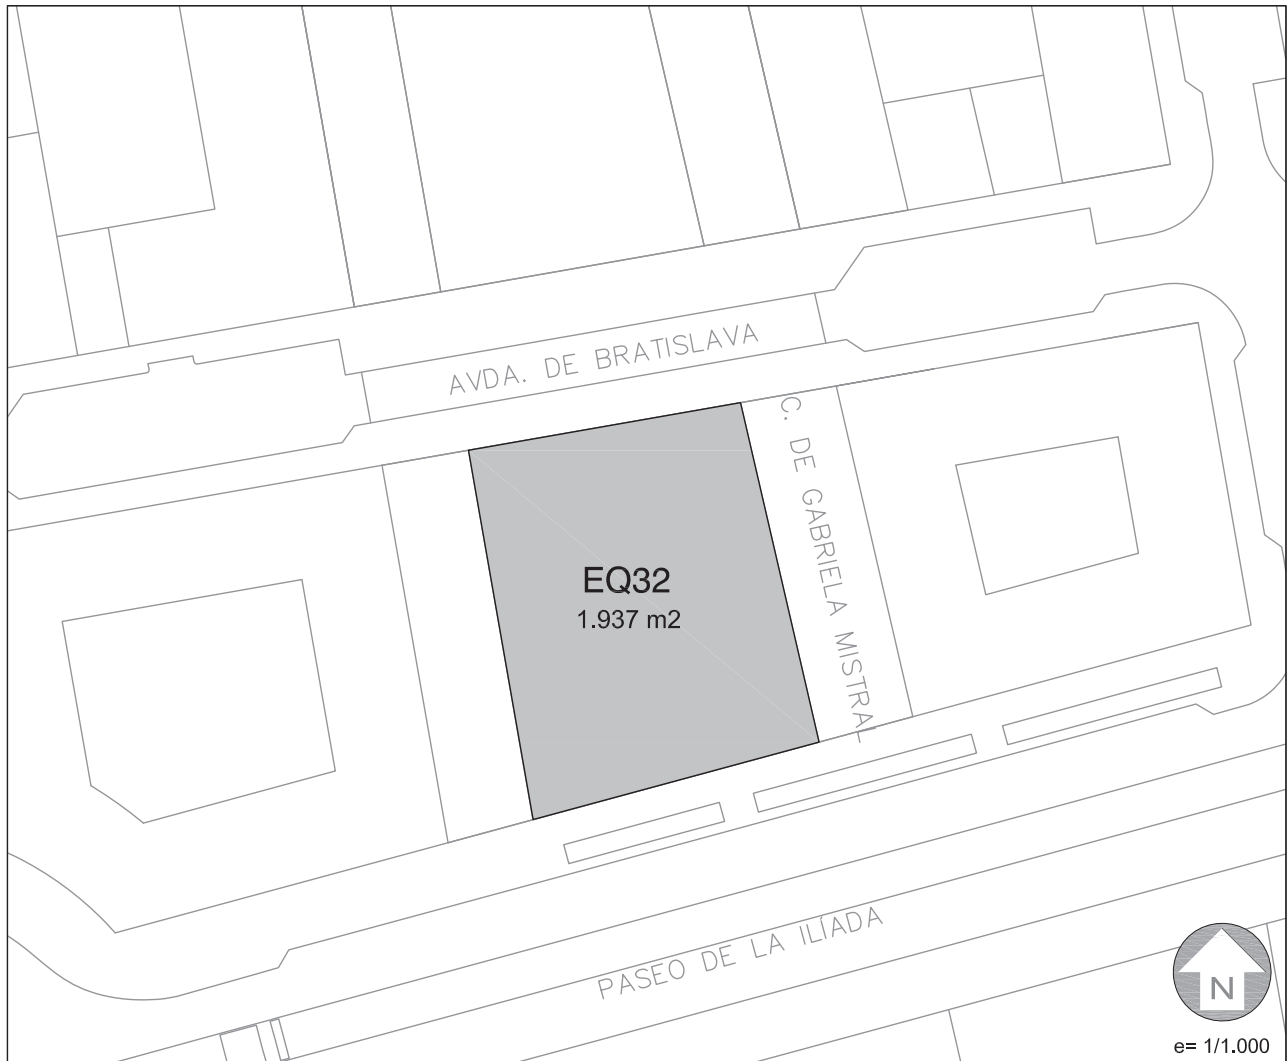 AVDA. DE BRATISLAVA
C. DE GABRIELA MISTRAL
EQ32
1.937 m2
PASEO DE LA ILÍADA
N
e= 1/1.000